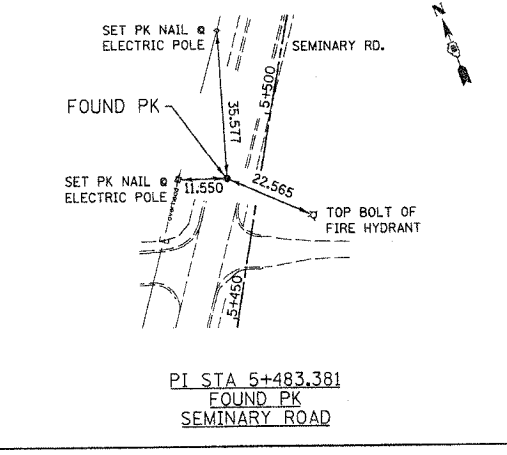 SET PK NAIL @
ELECTRIC POLE
N
SEMINARY RD.
5+500
35.577
FOUND PK
SET PK NAIL @
ELECTRIC POLE
11.550
22.565
TOP BOLT OF
FIRE HYDRANT
overhead
5+450
PI STA 5+483.381
FOUND PK
SEMINARY ROAD